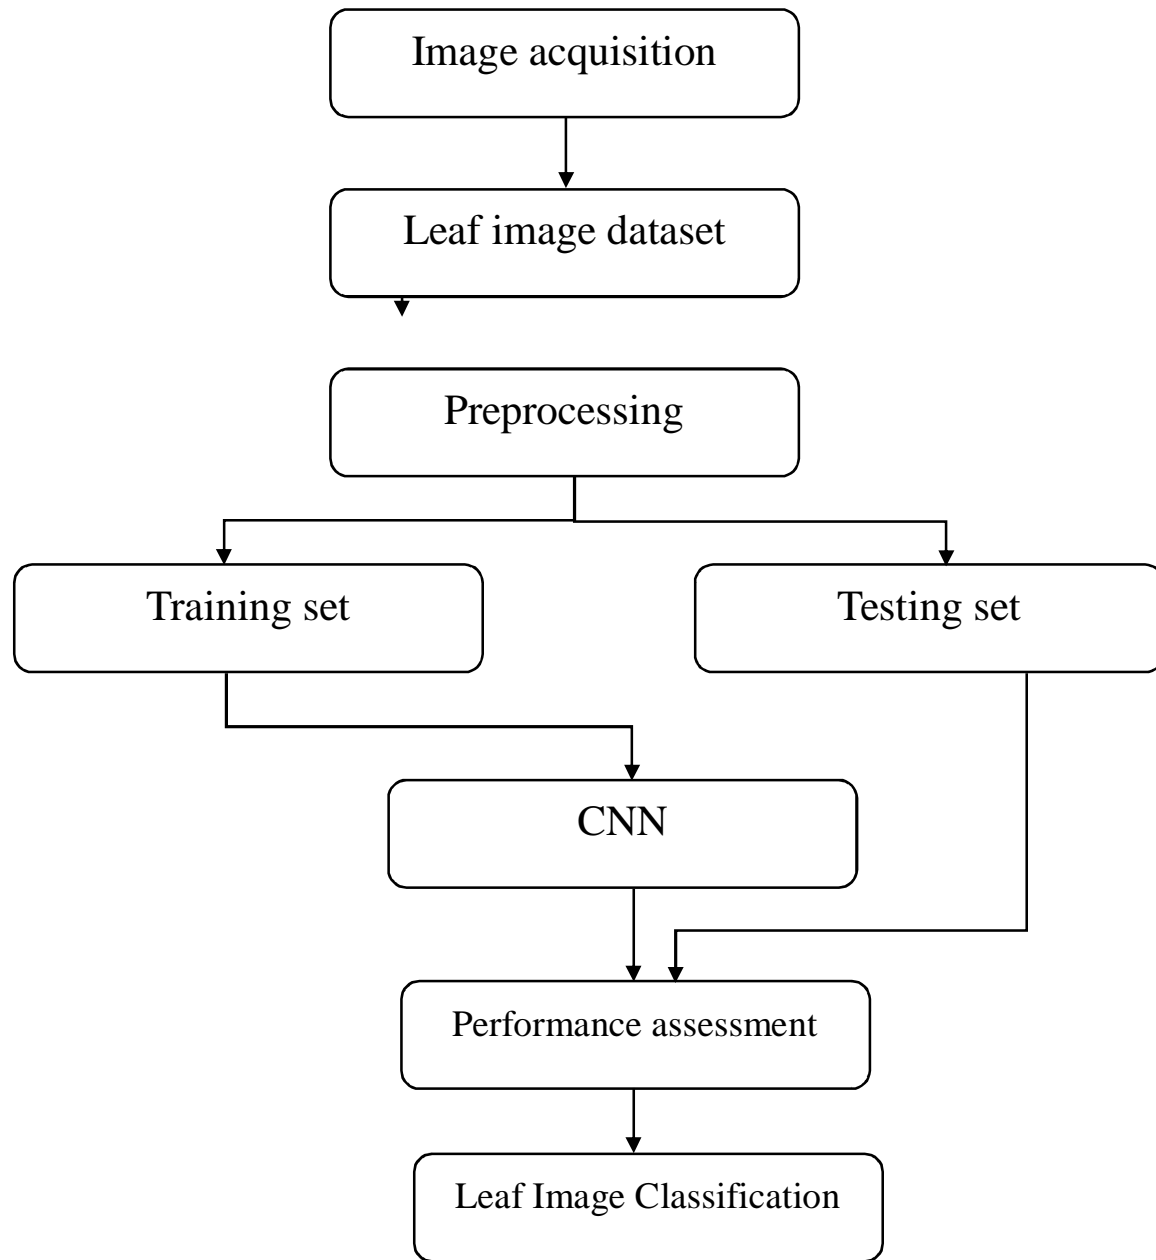 Image acquisition
Leaf image dataset
Preprocessing
Training set
Testing set
CNN
Performance assessment
Leaf Image Classification